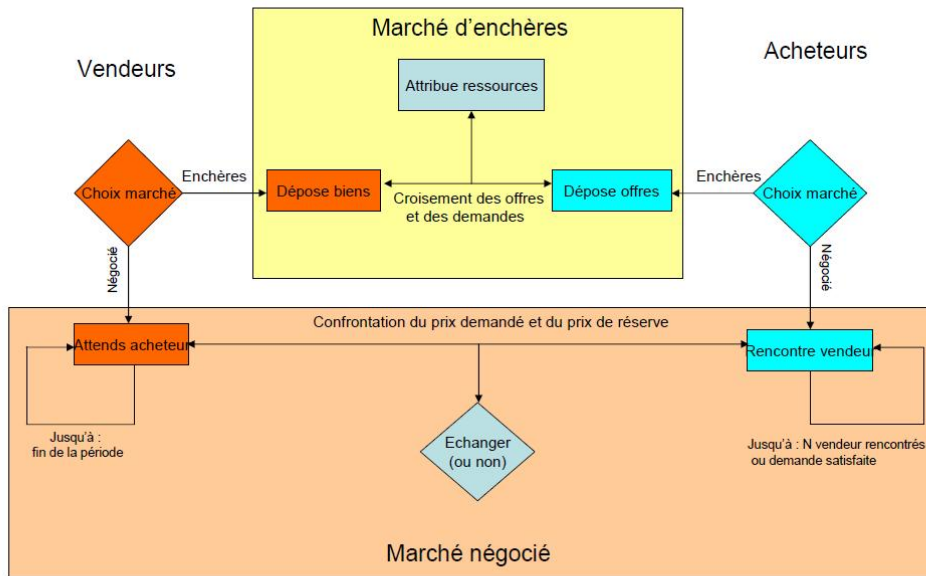 Marché d'enchères
Vendeurs
Acheteurs
Attribue ressources
Enchères
Enchères
Choix marché
Dépose biens
Croisement des offres
et des demandes
Dépose offres
Choix marché
Négocié
Négocié
Confrontation du prix demandé et du prix de réserve
Attends acheteur
Rencontre vendeur
Jusqu'à :
fin de la période
Echanger
(ou non)
Jusqu'à : N vendeur rencontrés
ou demande satisfaite
Marché négocié